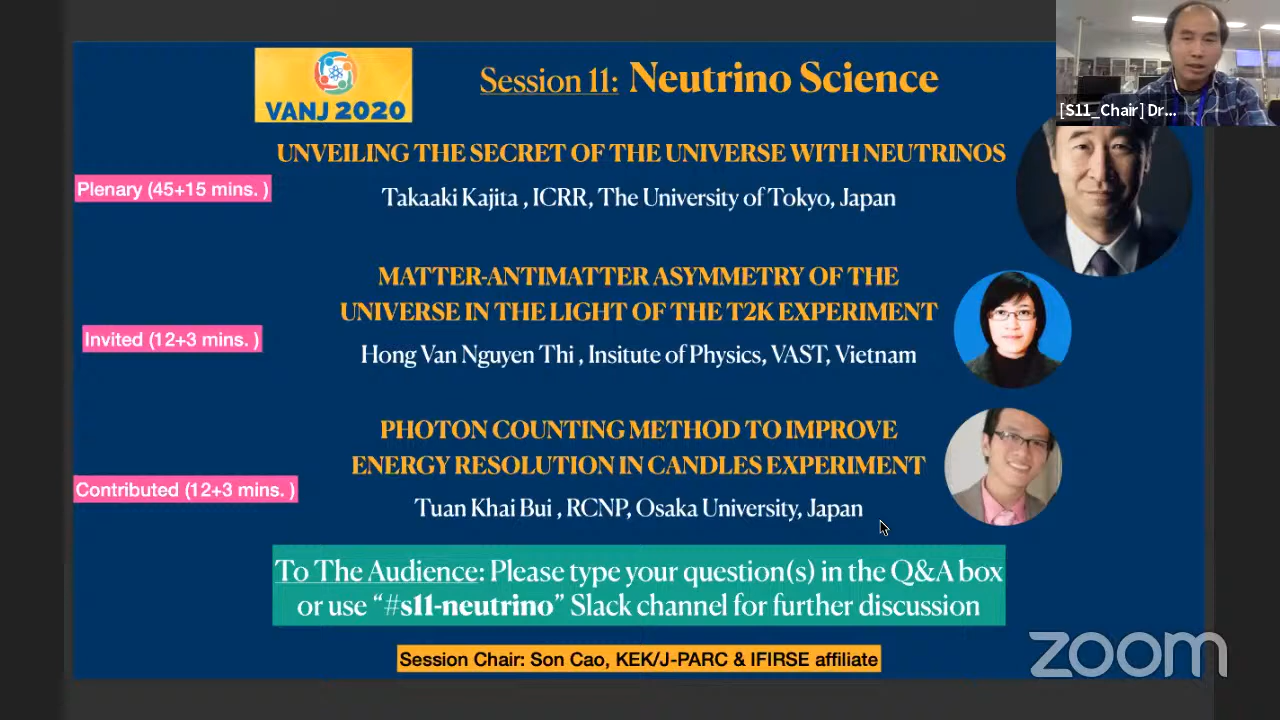 VANJ 2020
Session 11: Neutrino Science
[S11_Chair] Dr...
UNVEILING THE SECRET OF THE UNIVERSE WITH NEUTRINOS
Plenary (45+15 mins. )
Takaaki Kajita , ICRR, The University of Tokyo, Japan
MATTER-ANTIMATTER ASYMMETRY OF THE
UNIVERSE IN THE LIGHT OF THE T2K EXPERIMENT
Invited (12+3 mins. )
Hong Van Nguyen Thi , Insitute of Physics, VAST, Vietnam
PHOTON COUNTING METHOD TO IMPROVE
ENERGY RESOLUTION IN CANDLES EXPERIMENT
Contributed (12+3 mins. )
Tuan Khai Bui , RCNP, Osaka University, Japan
To The Audience: Please type your question(s) in the Q&A box
or use “#s11-neutrino” Slack channel for further discussion
Session Chair: Son Cao, KEK/J-PARC & IFIRSE affiliate
zoom